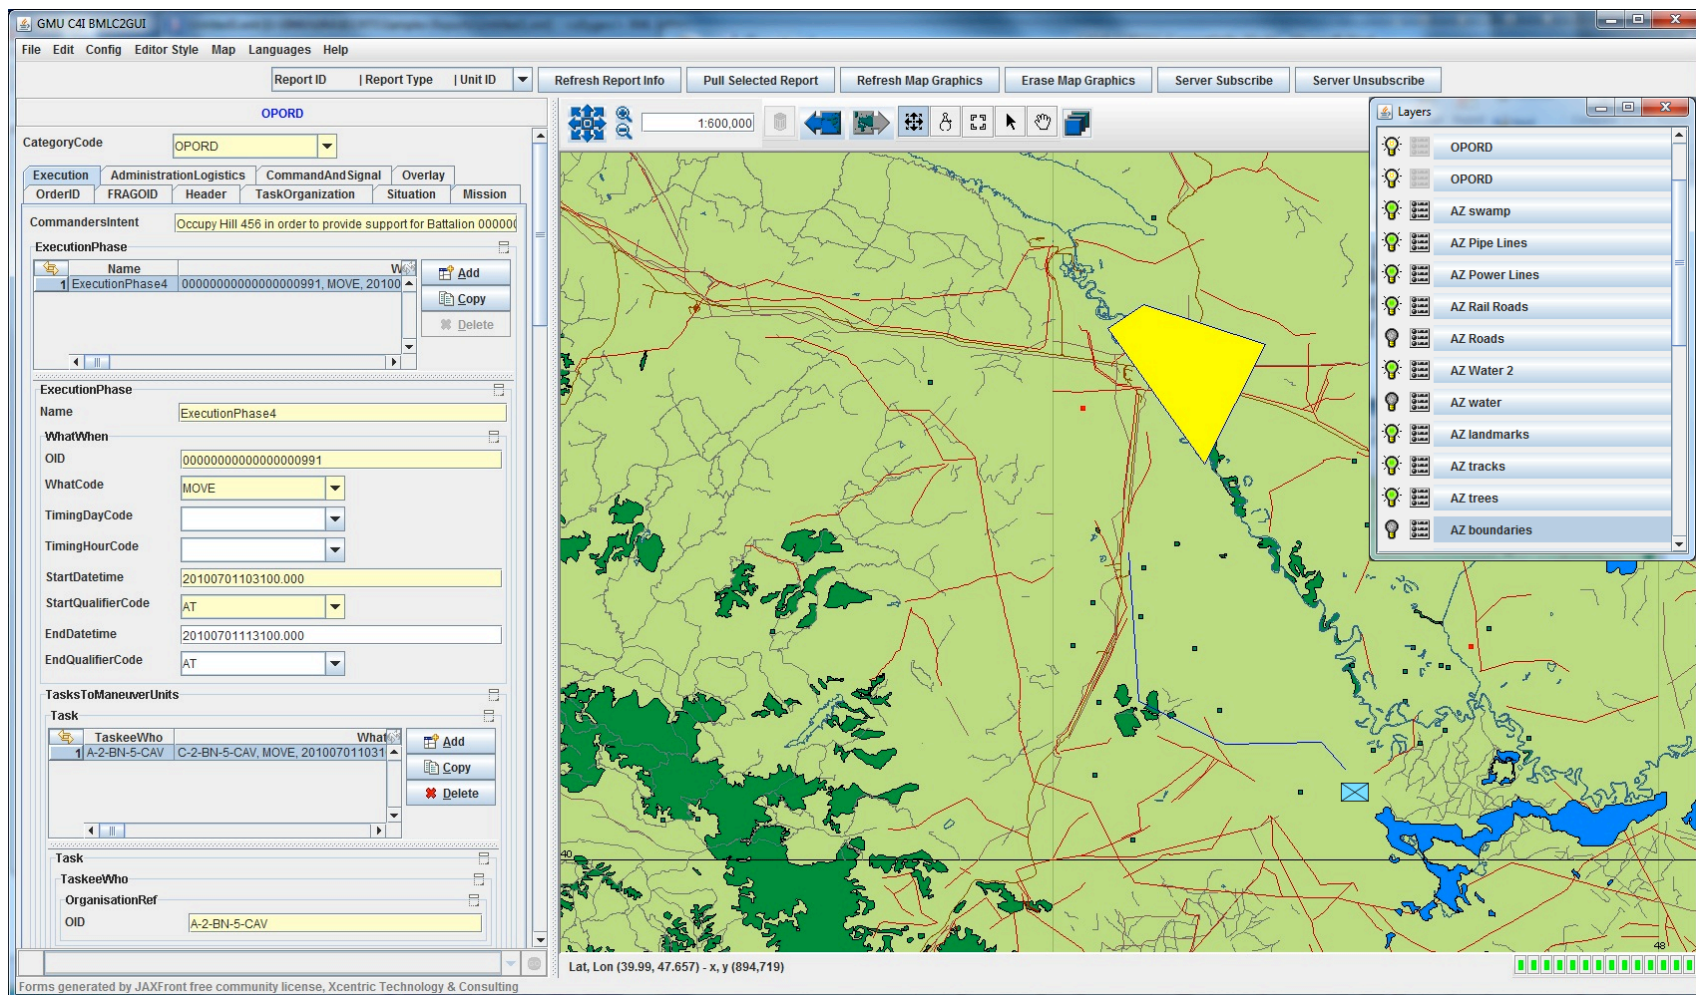 GMU C4I BMLC2GUI
File Edit Config Editor Style Map Languages Help
Report ID | Report Type | Unit ID Refresh Report Info Pull Selected Report Refresh Map Graphics Erase Map Graphics Server Subscribe Server Unsubscribe
OPORD
CategoryCode OPORD
Execution AdministrationLogistics CommandAndSignal Overlay
OrderID FRAGOID Header TaskOrganization Situation Mission
CommandersIntent Occupy Hill 456 in order to provide support for Battalion 000000
ExecutionPhase
Name W
1 ExecutionPhase4 00000000000000000991, MOVE, 20100
Add
Copy
Delete
ExecutionPhase
Name ExecutionPhase4
WhatWhen
OID 00000000000000000991
WhatCode MOVE
TimingDayCode
TimingHourCode
StartDatetime 20100701103100.000
StartQualifierCode AT
EndDatetime 20100701113100.000
EndQualifierCode AT
TasksToManeuverUnits
Task
TaskeeWho What
1 A-2-BN-5-CAV C-2-BN-5-CAV, MOVE, 201007011031
Add
Copy
Delete
Task
TaskeeWho
OrganisationRef
OID A-2-BN-5-CAV
Forms generated by JAXFront free community license, Xcentric Technology & Consulting
1:600,000
40
48
Lat, Lon (39.99, 47.657) - x, y (894,719)
Layers
OPORD
OPORD
AZ swamp
AZ Pipe Lines
AZ Power Lines
AZ Rail Roads
AZ Roads
AZ Water 2
AZ water
AZ landmarks
AZ tracks
AZ trees
AZ boundaries